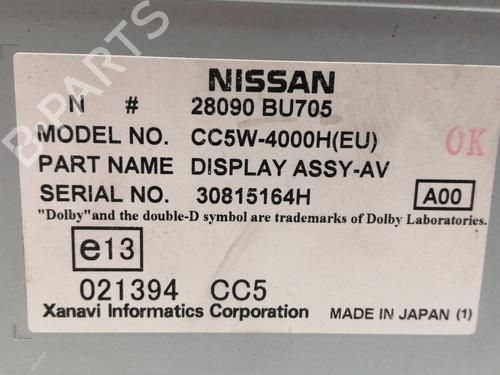 NISSAN
N # 28090 BU705
MODEL NO. CC5W-4000H(EU)
OK
PART NAME DISPLAY ASSY-AV
SERIAL NO. 30815164H A00
"Dolby"and the double-D symbol are trademarks of Dolby Laboratories.
e13
021394 CC5
Xanavi Informatics Corporation MADE IN JAPAN (1)
B-PARTS